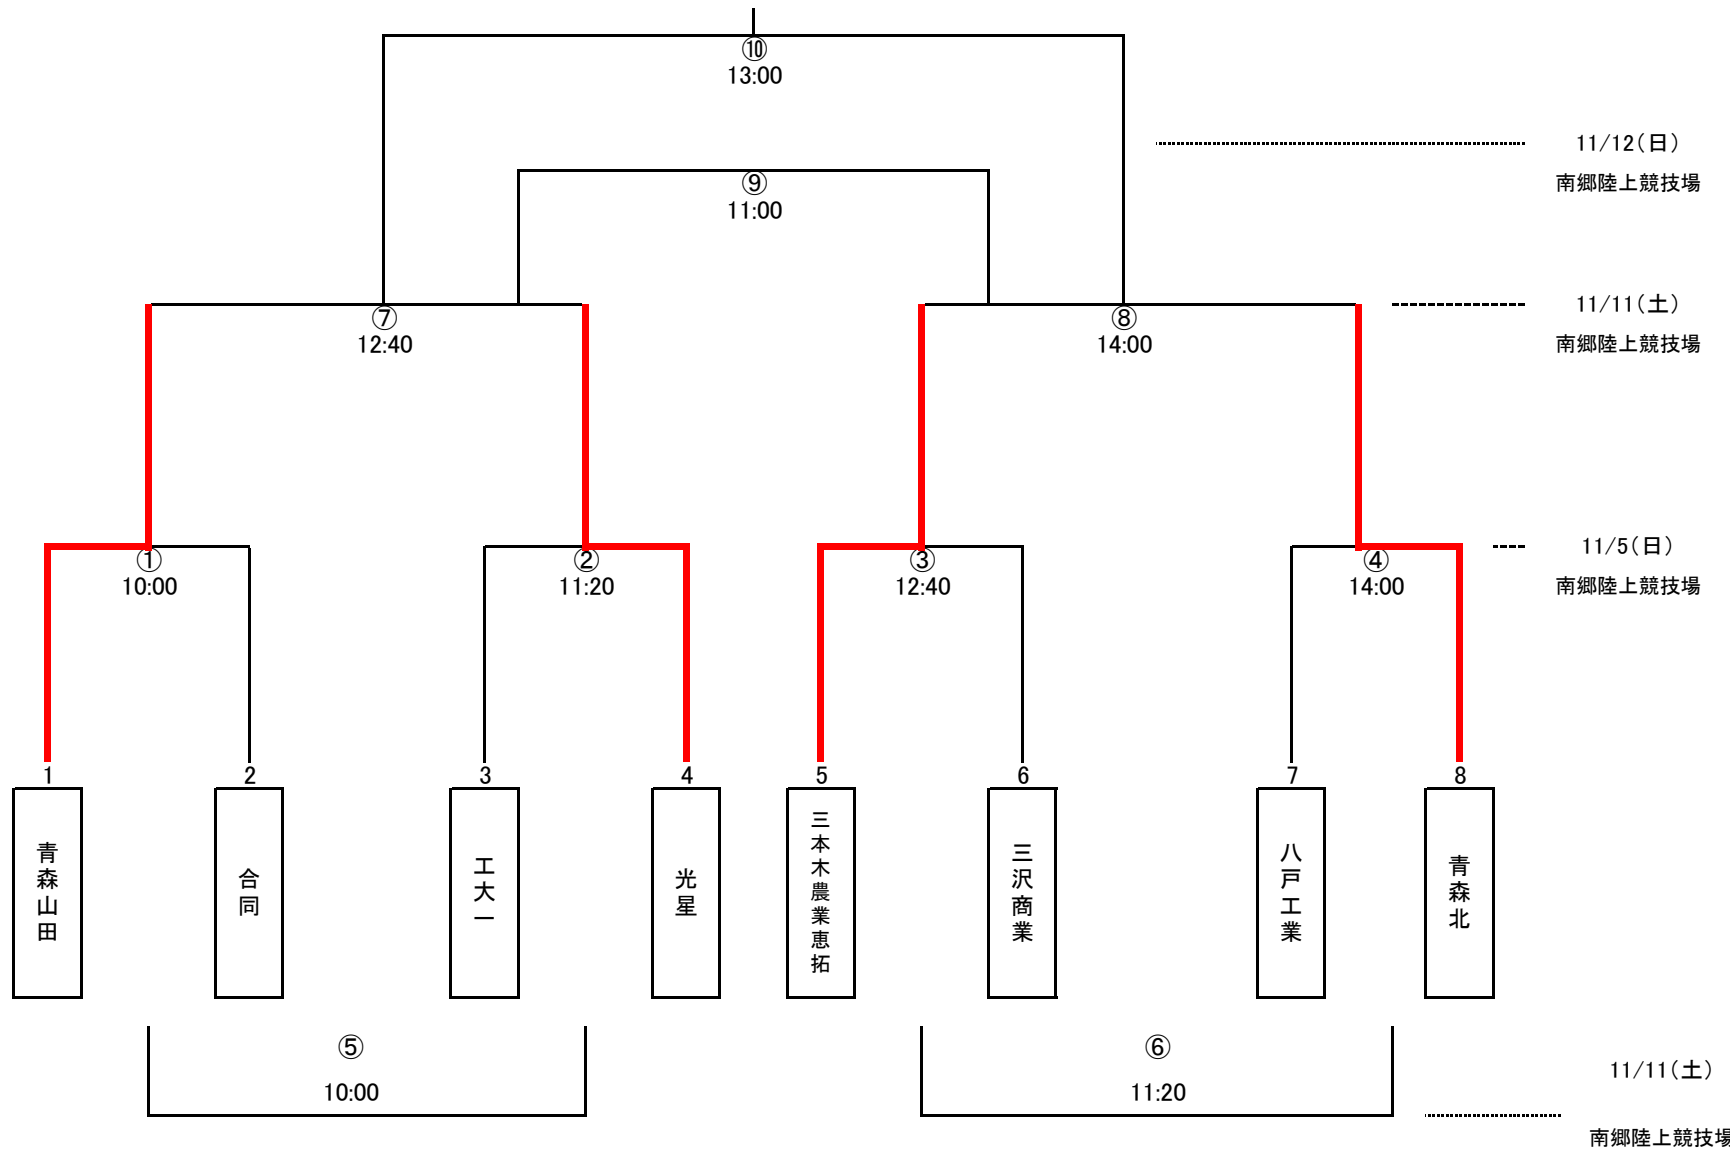 ⑩
13:00
11/12(日)
南郷陸上競技場
⑨
11:00
11/11(土)
南郷陸上競技場
⑦
12:40
⑧
14:00
11/5(日)
南郷陸上競技場
①
10:00
②
11:20
③
12:40
④
14:00
1
2
3
4
5
6
7
8
青森山田
合同
工大一
光星
三本木農業恵拓
三沢商業
八戸工業
青森北
⑤
10:00
⑥
11:20
11/11(土)
南郷陸上競技場